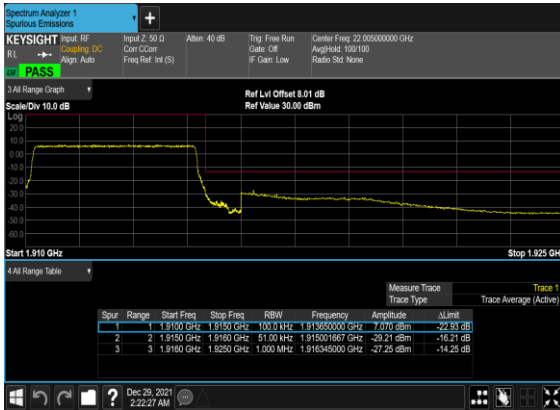 Spectrum Analyzer 1
Spurious Emissions
+
KEYSIGHT Input: RF Input Z: 50 Ω Atten: 40 dB Trig: Free Run Center Freq: 22.005000000 GHz
RL Coupling: DC Corr CCorr Gate: Off Avg|Hold: 100/100
Align: Auto Freq Ref: Int (S) IF Gain: Low Radio Std: None
PASS
3 All Range Graph
Ref Lvl Offset 8.01 dB
Scale/Div 10.0 dB Ref Value 30.00 dBm
Log
20.0
10.0
0.00
-10.0
-20.0
-30.0
-40.0
-50.0
-60.0
Start 1.910 GHz Stop 1.925 GH
4 All Range Table
Measure Trace Trace 1
Trace Type Trace Average (Active)
Spur Range Start Freq Stop Freq RBW Frequency Amplitude ΔLimit
1 1 1.9100 GHz 1.9150 GHz 100.0 kHz 1.913650000 GHz 7.070 dBm -22.93 dB
2 2 1.9150 GHz 1.9160 GHz 51.00 kHz 1.915001667 GHz -29.21 dBm -16.21 dB
3 3 1.9160 GHz 1.9250 GHz 1.000 MHz 1.916345000 GHz -27.25 dBm -14.25 dB
? Dec 29, 2021
2:22:27 AM